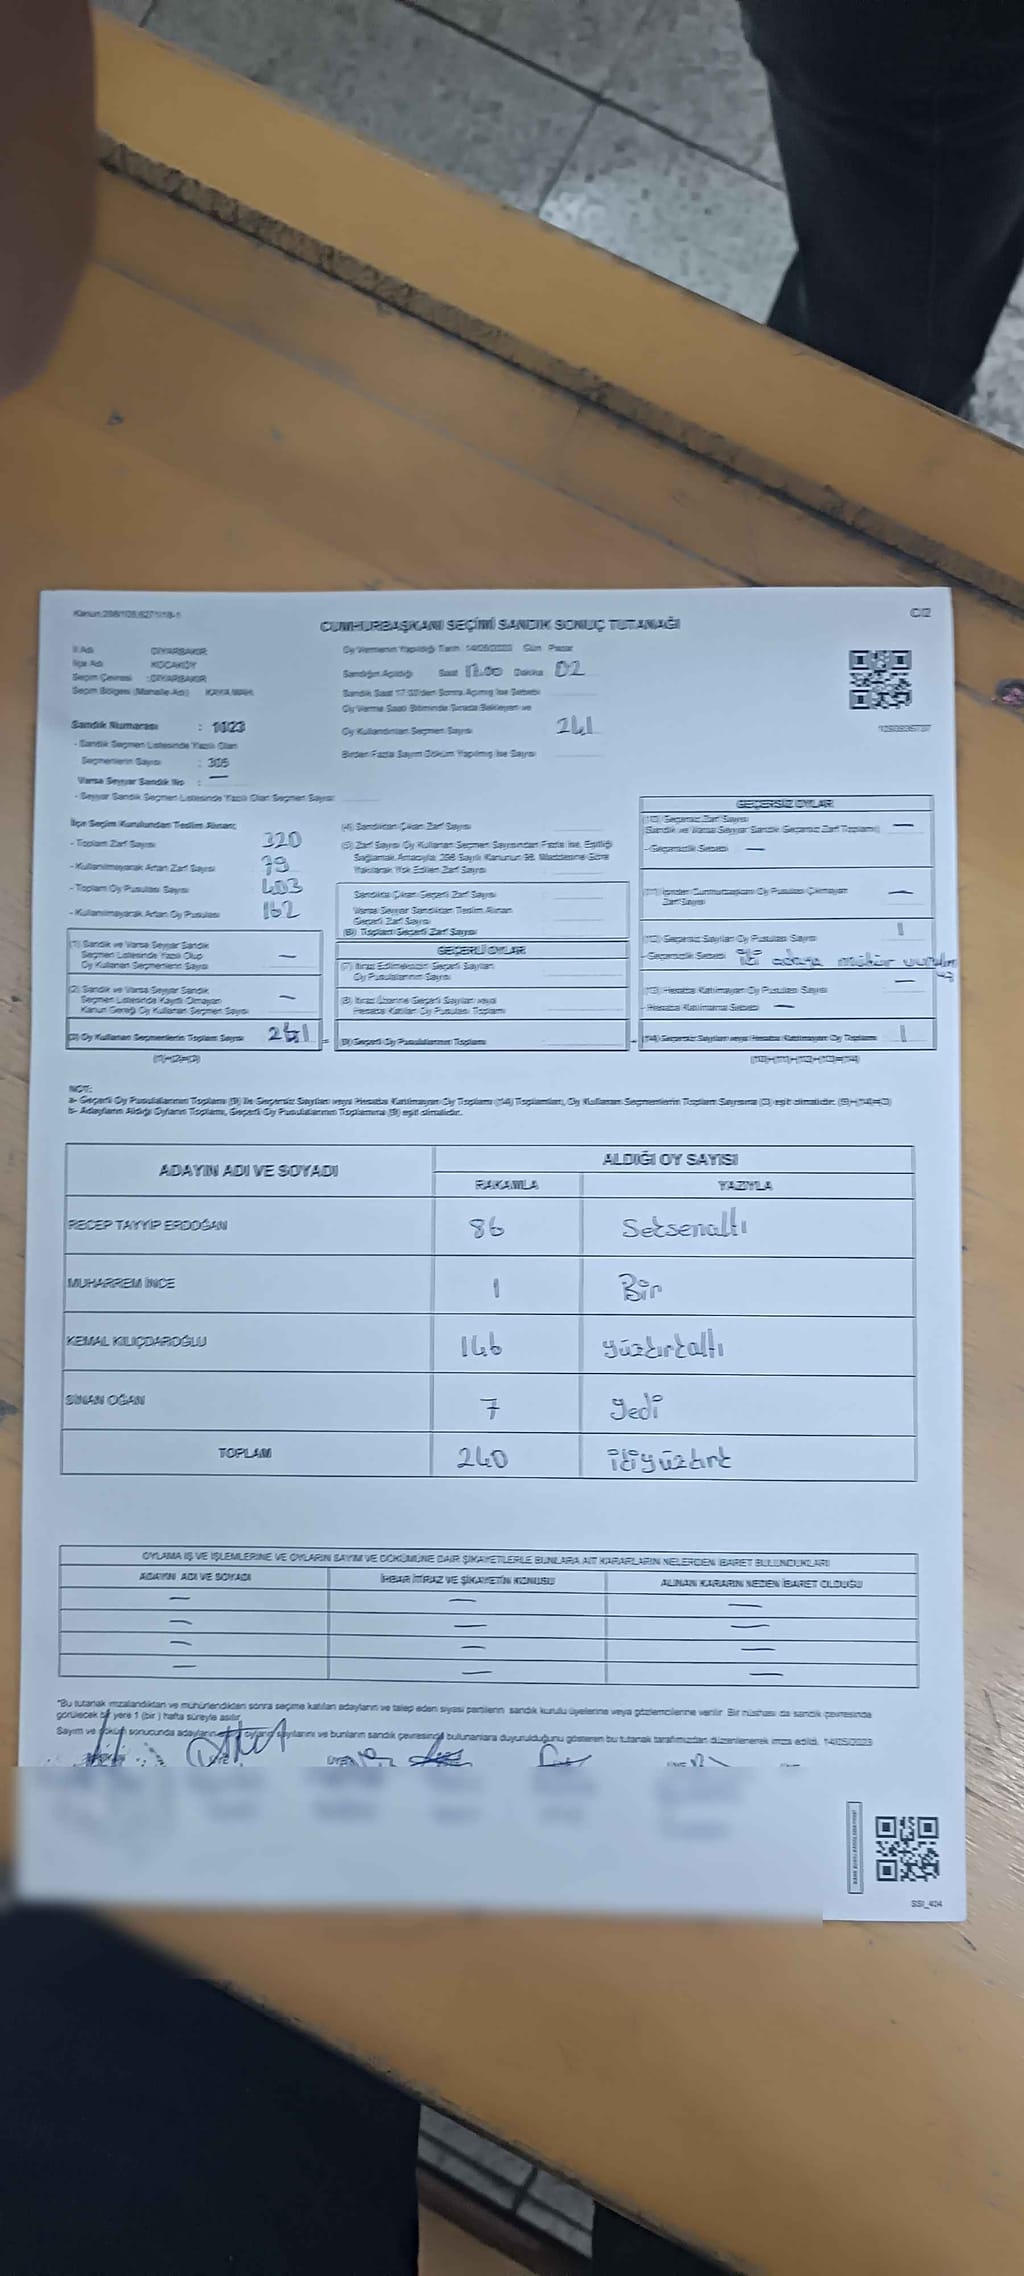 Kanun:298/105,6271/18-1
C/2
CUMHURBAŞKANI SEÇİMİ SANDIK SONUÇ TUTANAĞI
İl Adı DİYARBAKIR
İlçe Adı KOCAKÖY
Seçim Çevresi :DİYARBAKIR
Seçim Bölgesi (Mahalle Adı) KAYA MAH.
Sandık Numarası : 1023
- Sandık Seçmen Listesinde Yazılı Olan
Seçmenlerin Sayısı : 305
Varsa Seyyar Sandık No : —
- Seyyar Sandık Seçmen Listesinde Yazılı Olan Seçmen Sayısı
Oy Vermenin Yapıldığı Tarih 14/05/2023 Gün Pazar
Sandığın Açıldığı Saat 17.00 Dakika 02
Sandık Saat 17:00'den Sonra Açılmış İse Sebebi
Oy Verme Saati Bitiminde Sırada Bekleyen ve
Oy Kullandırılan Seçmen Sayısı 241
Birden Fazla Sayım Döküm Yapılmış İse Sayısı
İlçe Seçim Kurulundan Teslim Alınan;
- Toplam Zarf Sayısı 320
- Kullanılmayarak Artan Zarf Sayısı 79
- Toplam Oy Pusulası Sayısı 403
- Kullanılmayarak Artan Oy Pusulası 162
(1) Sandık ve Varsa Seyyar Sandık
Seçmen Listesinde Yazılı Olup
Oy Kullanan Seçmenlerin Sayısı —
(2) Sandık ve Varsa Seyyar Sandık
Seçmen Listesinde Kaydı Olmayan
Kanun Gereği Oy Kullanan Seçmen Sayısı —
(3) Oy Kullanan Seçmenlerin Toplam Sayısı 241
(1)+(2)=(3)
(4) Sandıktan Çıkan Zarf Sayısı
(5) Zarf Sayısı Oy Kullanan Seçmen Sayısından Fazla İse, Eşitliği
Sağlamak Amacıyla; 298 Sayılı Kanunun 98. Maddesine Göre
Yakılarak Yok Edilen Zarf Sayısı
Sandıkta Çıkan Geçerli Zarf Sayısı
Varsa Seyyar Sandıktan Teslim Alınan
Geçerli Zarf Sayısı
(6) Toplam Geçerli Zarf Sayısı
GEÇERLİ OYLAR
(7) İtiraz Edilmeksizin Geçerli Sayılan
Oy Pusulalarının Sayısı
(8) İtiraz Üzerine Geçerli Sayılan veya
Hesaba Katılan Oy Pusulası Toplamı
(9) Geçerli Oy Pusulalarının Toplamı
GEÇERSİZ OYLAR
(10) Geçersiz Zarf Sayısı
(Sandık ve Varsa Seyyar Sandık Geçersiz Zarf Toplamı) —
- Geçersizlik Sebebi —
(11) İçinden Cumhurbaşkanı Oy Pusulası Çıkmayan
Zarf Sayısı —
(12) Geçersiz Sayılan Oy Pusulası Sayısı 1
- Geçersizlik Sebebi iki adaya mühür
(13) Hesaba Katılmayan Oy Pusulası Sayısı —
- Hesaba Katılmama Sebebi —
(14) Geçersiz Sayılan veya Hesaba Katılmayan Oy Toplamı 1
(10)+(11)+(12)+(13)=(14)
NOT:
a- Geçerli Oy Pusulalarının Toplamı (9) ile Geçersiz Sayılan veya Hesaba Katılmayan Oy Toplamı (14) Toplamları, Oy Kullanan Seçmenlerin Toplam Sayısına (3) eşit olmalıdır. (9)+(14)=(3)
b- Adayların Aldığı Oyların Toplamı, Geçerli Oy Pusulalarının Toplamına (9) eşit olmalıdır.
ADAYIN ADI VE SOYADI
ALDIĞI OY SAYISI
RAKAMLA YAZIYLA
RECEP TAYYİP ERDOĞAN 86 Seksenaltı
MUHARREM İNCE 1 Bir
KEMAL KILIÇDAROĞLU 146 yüzkırkaltı
SİNAN OĞAN 7 yedi
TOPLAM 240 ikiyüzkırk
OYLAMA İŞ VE İŞLEMLERİNE VE OYLARIN SAYIM VE DÖKÜMÜNE DAİR ŞİKAYETLERLE BUNLARA AİT KARARLARIN NELERDEN İBARET BULUNDUKLARI
ADAYIN ADI VE SOYADI İHBAR İTİRAZ VE ŞİKAYETİN KONUSU ALINAN KARARIN NEDEN İBARET OLDUĞU
— — —
— — —
— — —
— — —
"Bu tutanak imzalandıktan ve mühürlendikten sonra seçime katılan adayların ve talep eden siyasi partilerin sandık kurulu üyelerine veya gözlemcilerine verilir. Bir nüshası da sandık çevresinde
görülecek bir yere 1 (bir ) hafta süreyle asılır.
Sayım ve döküm sonucunda adayların oyların sayılarını ve bunların sandık çevresinde bulunanlara duyurulduğunu gösteren bu tutanak tarafımızdan düzenlenerek imza edildi. 14/05/2023
SSI_404